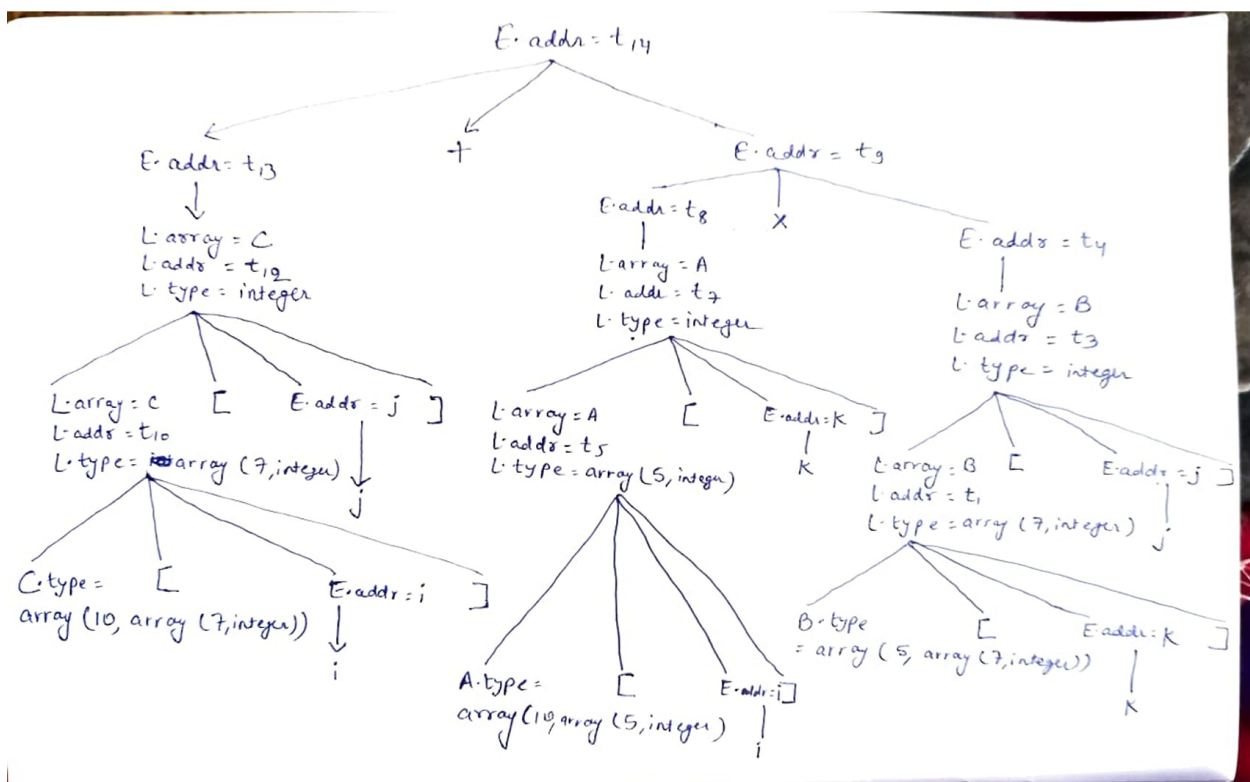 E. addr = t14
E. addr = t13
+
E. addr = t9
L. array = C
L. addr = t12
L. type = integer
E. addr = t8
X
E. addr = t4
L. array = A
L. addr = t7
L. type = integer
L. array = B
L. addr = t3
L. type = integer
L. array = C
[
E. addr = j
]
L. addr = t10
L. type = array (7, integer)
j
L. array = A
[
E. addr = K
]
L. addr = t5
L. type = array (5, integer)
K
L. array = B
[
E. addr = j
]
L. addr = t1
L. type = array (7, integer)
j
C. type =
[
E. addr = i
]
array (10, array (7, integer))
i
A. type =
[
E. addr = i
]
array (10, array (5, integer)
i
B. type
[
E. addr = K
]
= array (5, array (7, integer))
K